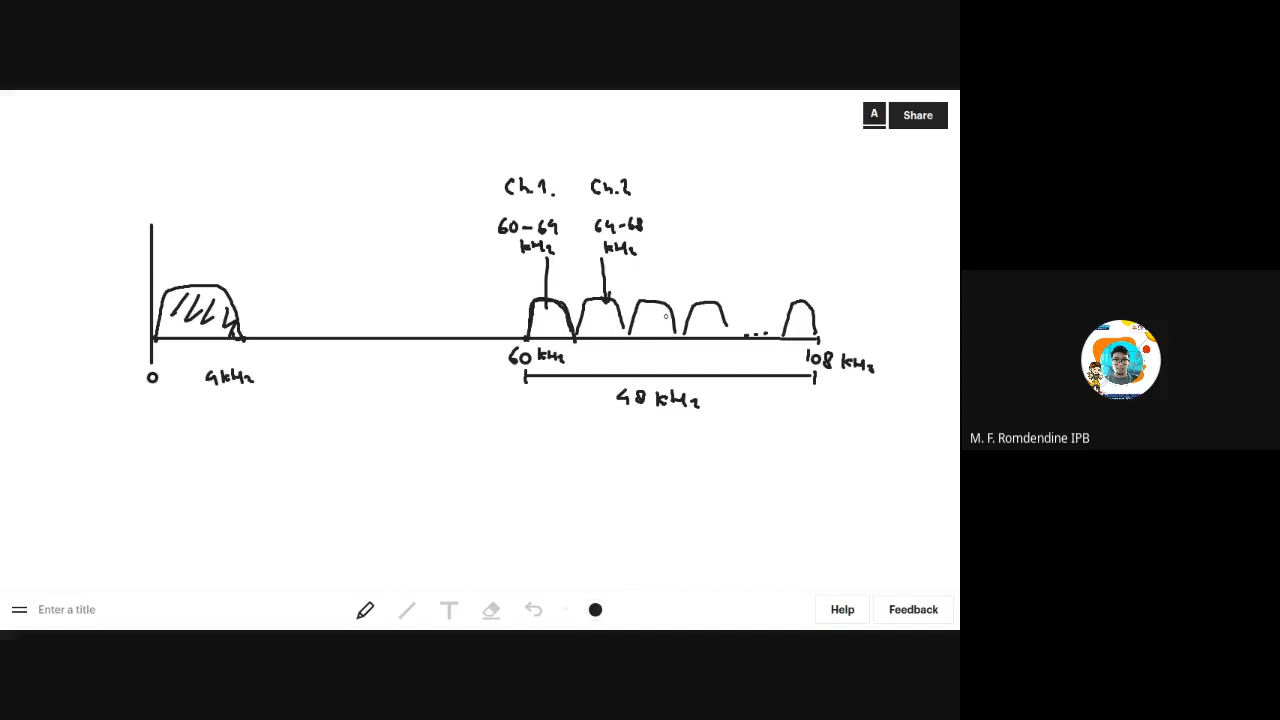 A Share
Ch.1. Ch.2
60-64 64-68
kHz kHz
60 kHz 108 kHz
0 4kHz
48 kHz
M. F. Romdendine IPB
Enter a title
T
Help Feedback